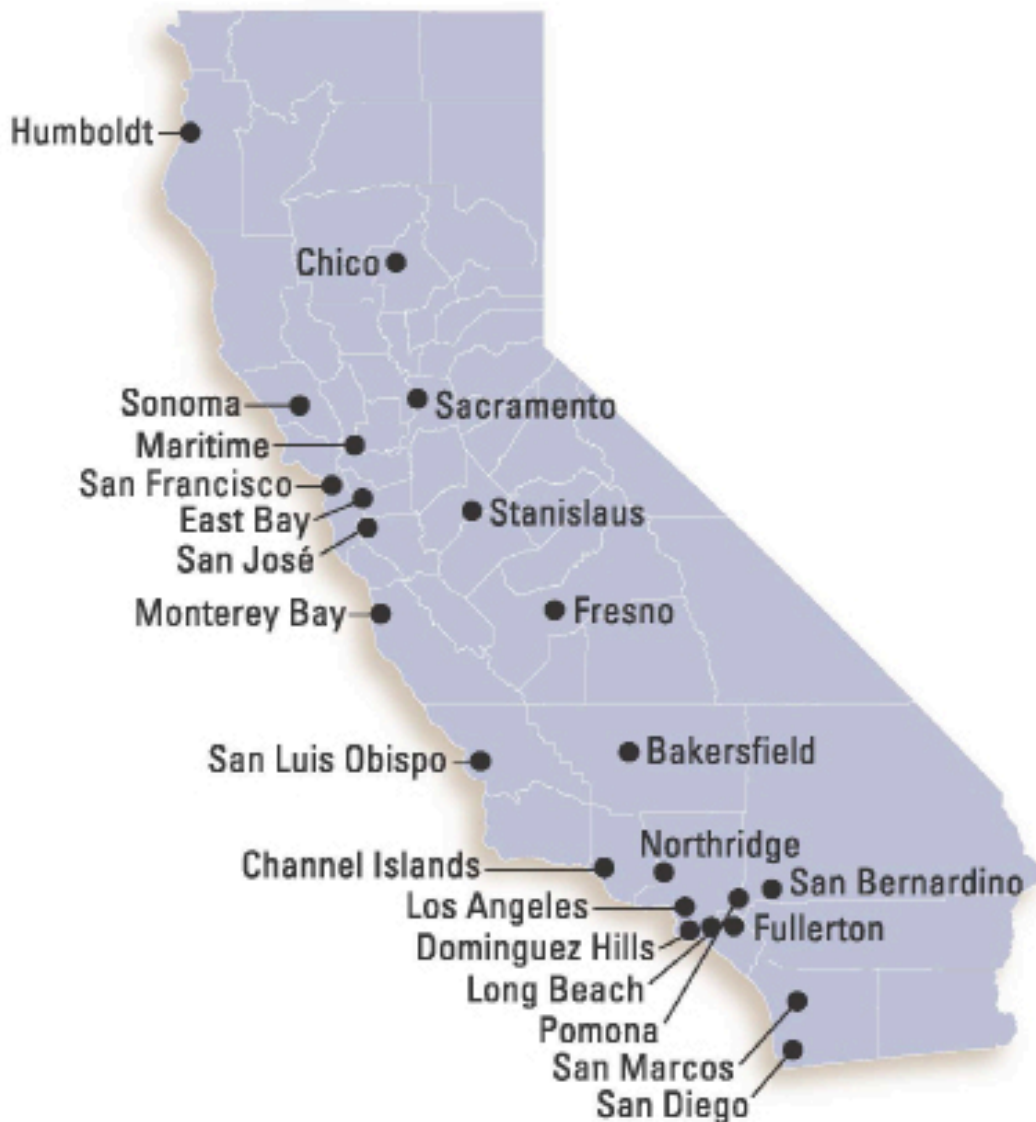 Humboldt
Chico
Sonoma
Sacramento
Maritime
San Francisco
East Bay
Stanislaus
San José
Monterey Bay
Fresno
San Luis Obispo
Bakersfield
Northridge
Channel Islands
San Bernardino
Los Angeles
Fullerton
Dominguez Hills
Long Beach
Pomona
San Marcos
San Diego